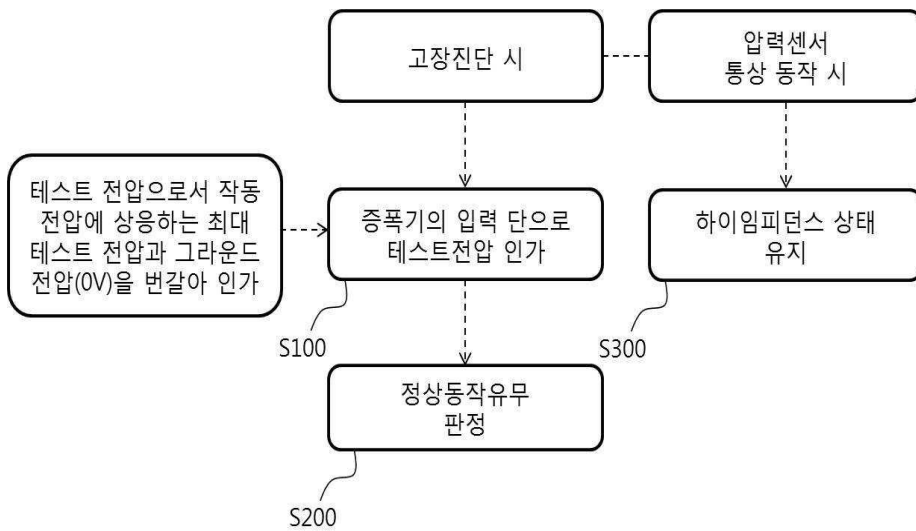 고장진단 시
압력센서
통상 동작 시
테스트 전압으로서 작동
전압에 상응하는 최대
테스트 전압과 그라운드
전압(0V)을 번갈아 인가
증폭기의 입력 단으로
테스트전압 인가
하이임피던스 상태
유지
S100
S300
정상동작유무
판정
S200